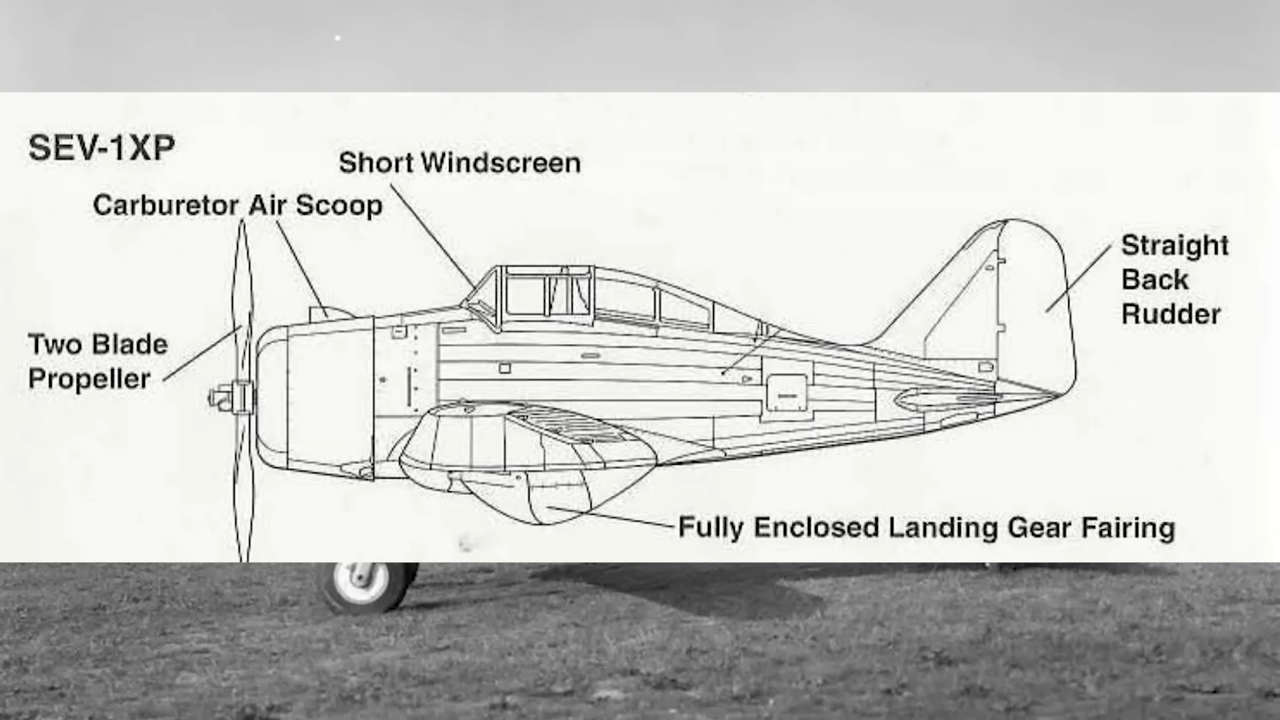 SEV-1XP
Short Windscreen
Carburetor Air Scoop
Straight
Back
Rudder
Two Blade
Propeller
Fully Enclosed Landing Gear Fairing